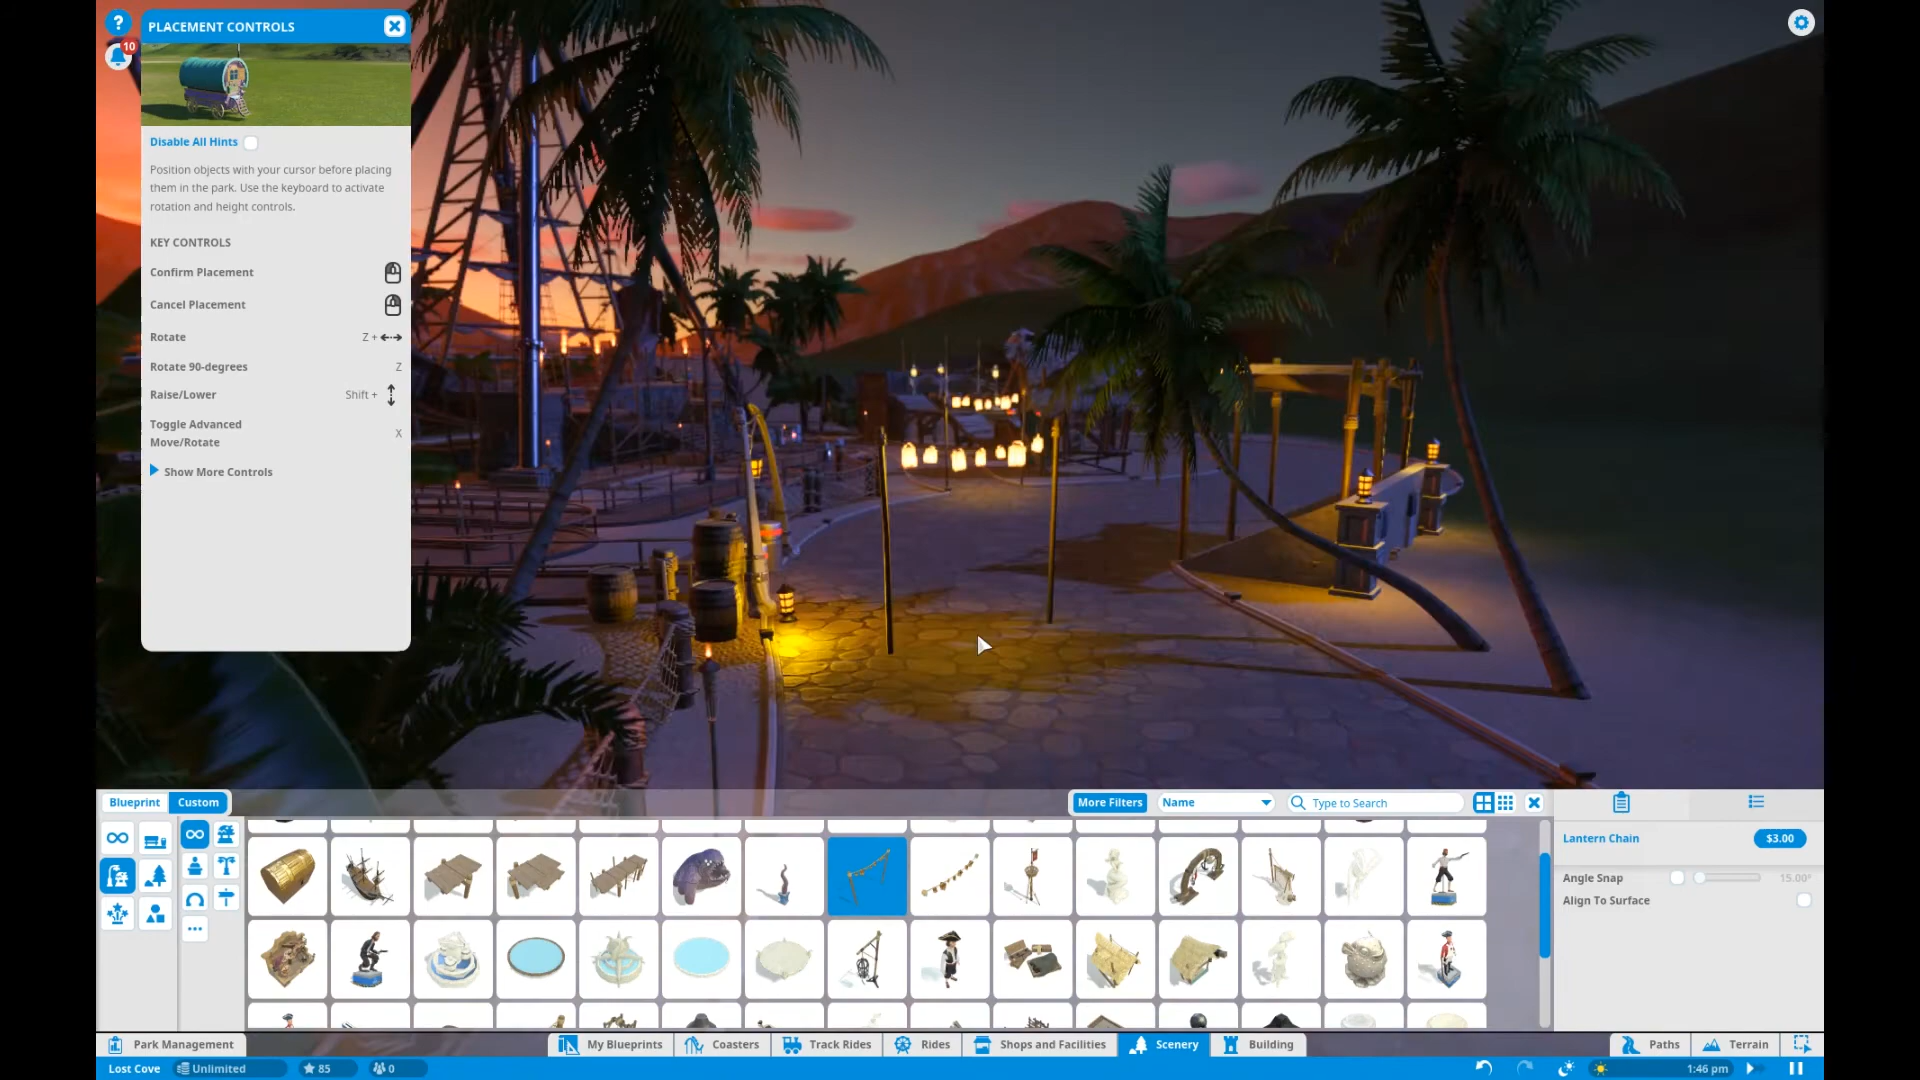 ?
PLACEMENT CONTROLS
10
Disable All Hints
Position objects with your cursor before placing
them in the park. Use the keyboard to activate
rotation and height controls.
KEY CONTROLS
Confirm Placement
Cancel Placement
Rotate Z +
Rotate 90-degrees Z
Raise/Lower Shift +
Toggle Advanced
Move/Rotate X
Show More Controls
Blueprint Custom More Filters Name Type to Search
Lantern Chain $3.00
Angle Snap 15.00°
Align To Surface
Park Management My Blueprints Coasters Track Rides Rides Shops and Facilities Scenery Building Paths Terrain
Lost Cove Unlimited 85 0 1:46 pm